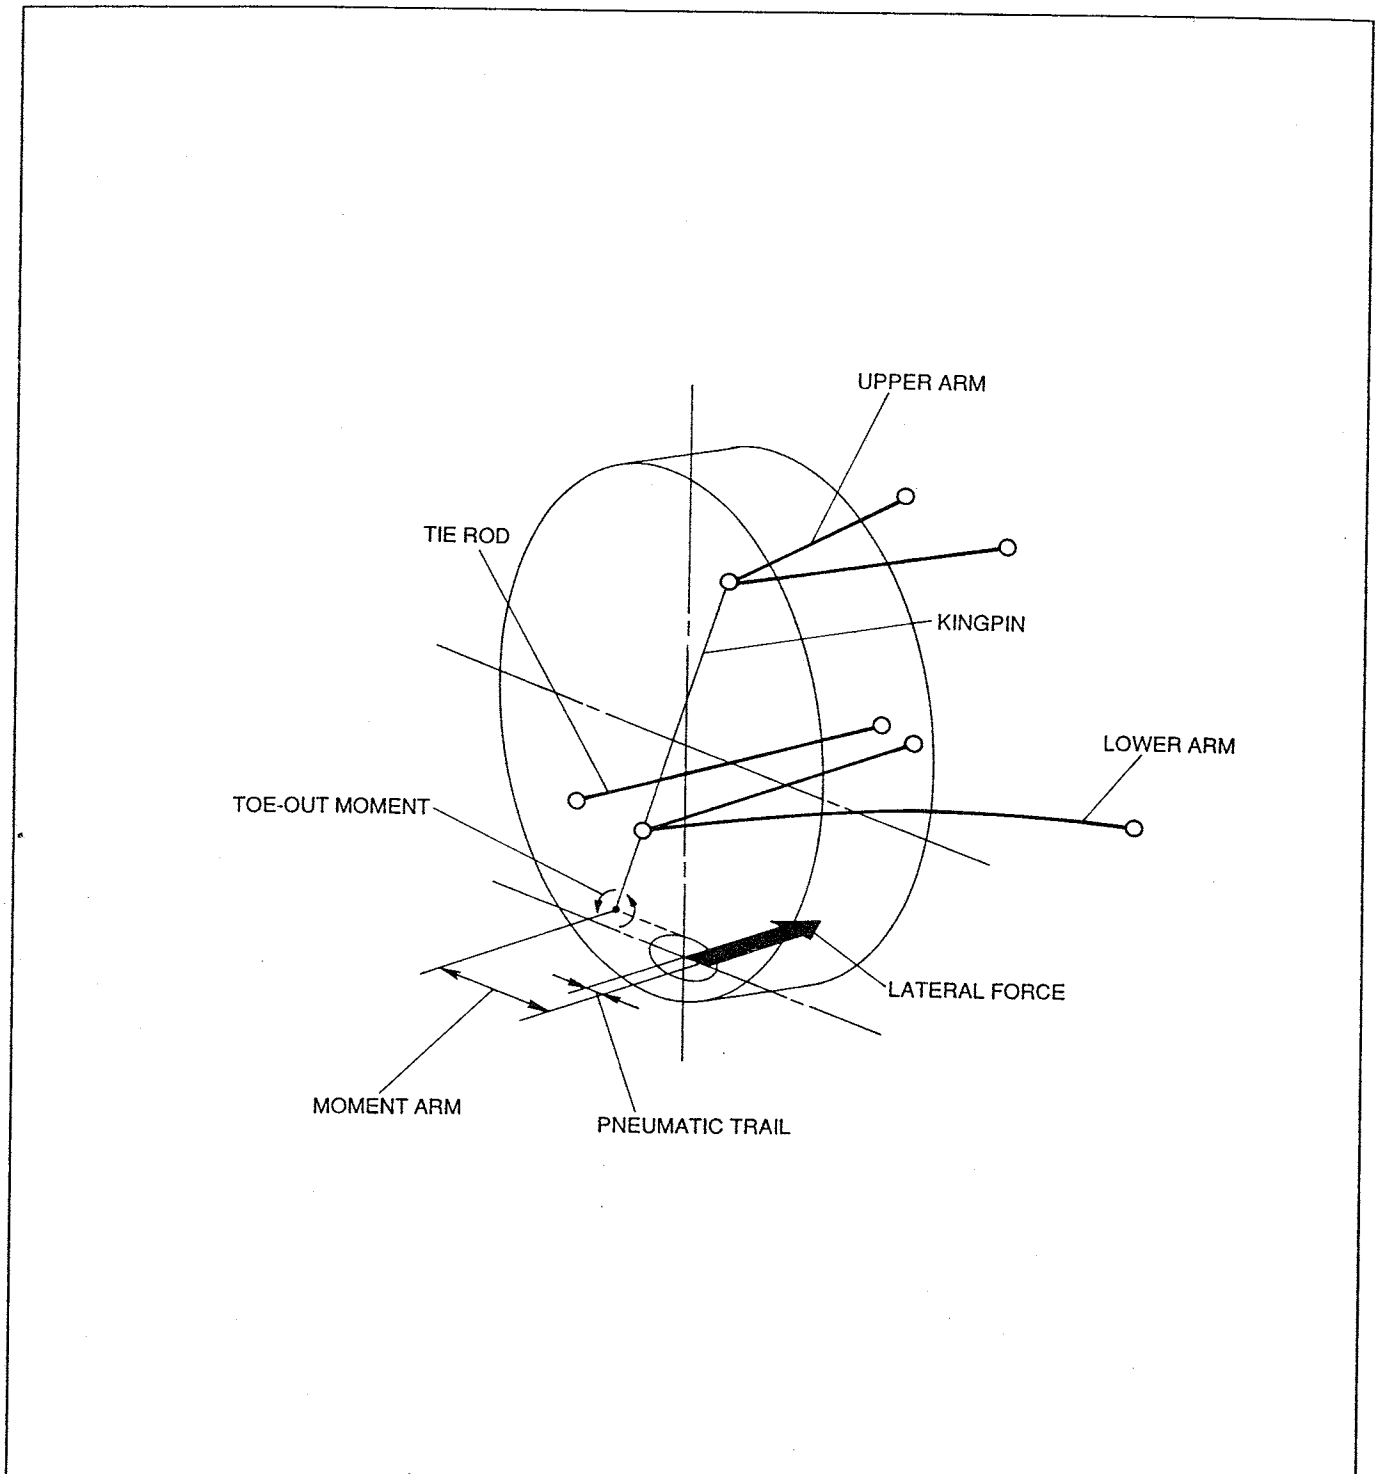 UPPER ARM
TIE ROD
KINGPIN
LOWER ARM
TOE-OUT MOMENT
LATERAL FORCE
MOMENT ARM
PNEUMATIC TRAIL